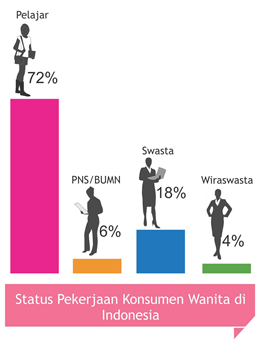 Pelajar
72%
PNS/BUMN
6%
Swasta
18%
Wiraswasta
4%
Status Pekerjaan Konsumen Wanita di
Indonesia